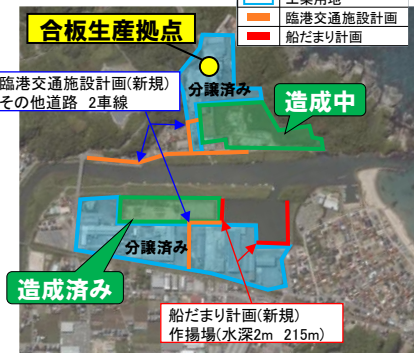 工業用地
臨港交通施設計画
船だまり計画
合板生産拠点
分譲済み
臨港交通施設計画(新規)
その他道路 2車線
造成中
分譲済み
造成済み
船だまり計画(新規)
作揚場(水深2m 215m)